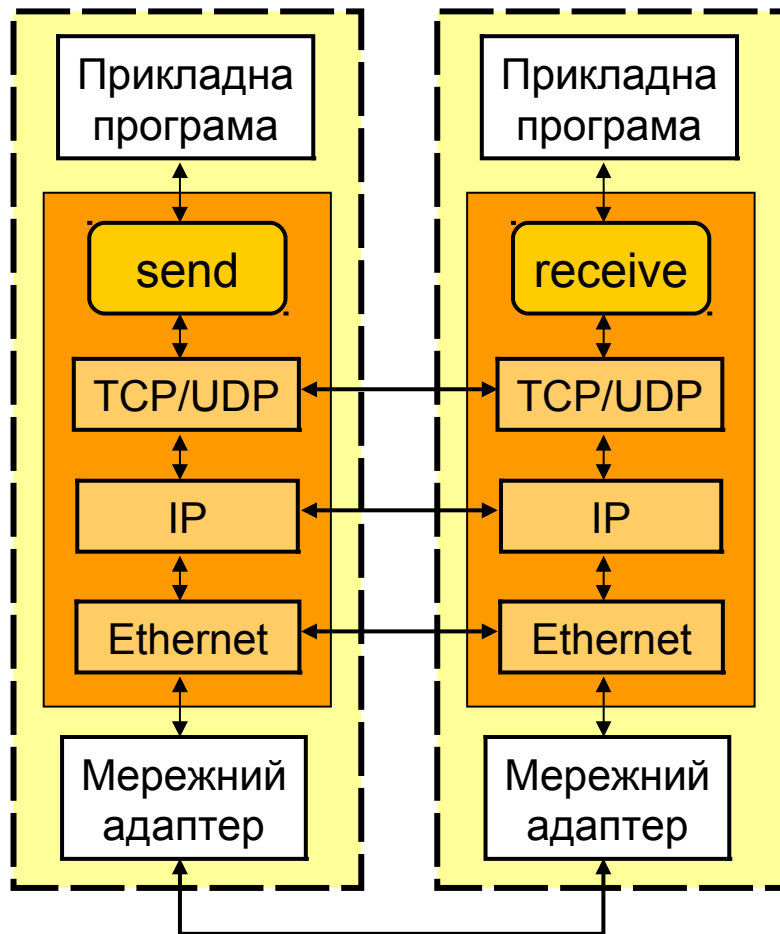 Прикладна
програма
send
TCP/UDP
IP
Ethernet
Мережний
адаптер
Прикладна
програма
receive
TCP/UDP
IP
Ethernet
Мережний
адаптер